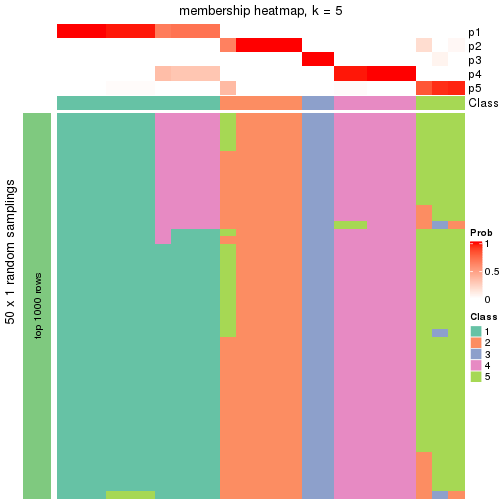 membership heatmap, k = 5
p1
p2
p3
p4
p5
Class
50 x 1 random samplings
top 1000 rows
Prob
1
0.5
0
Class
1
2
3
4
5